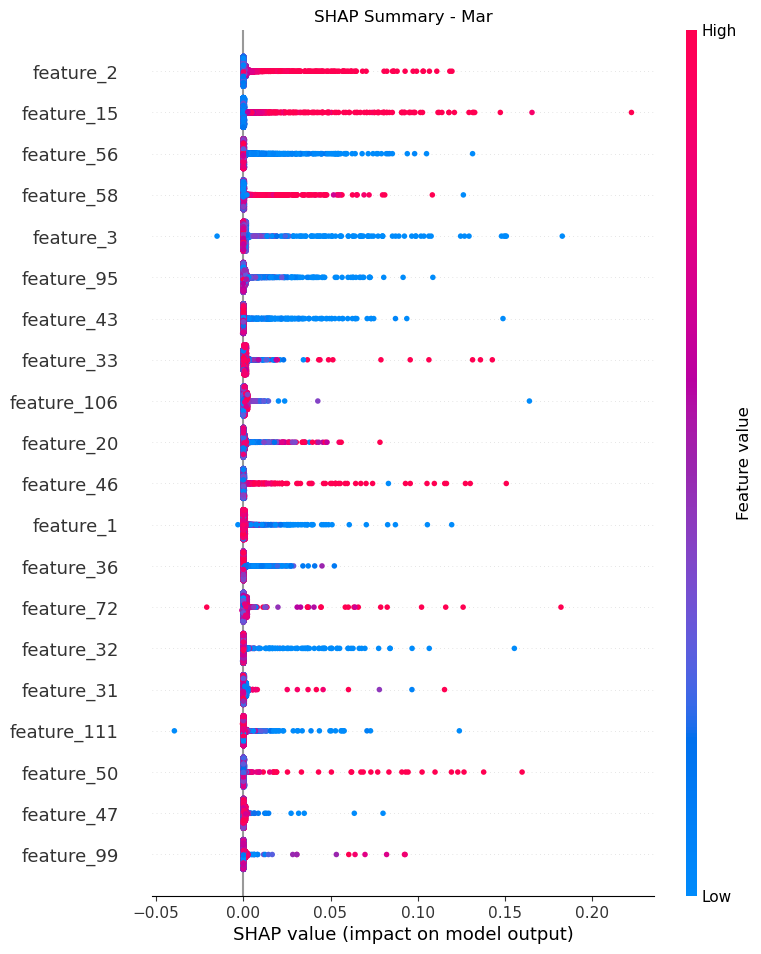 SHAP Summary - Mar
High
feature_2
feature_15
feature_56
feature_58
feature_3
feature_95
feature_43
feature_33
feature_106
feature_20
feature_46
feature_1
feature_36
feature_72
feature_32
feature_31
feature_111
feature_50
feature_47
feature_99
Feature value
Low
−0.05 0.00 0.05 0.10 0.15 0.20
SHAP value (impact on model output)